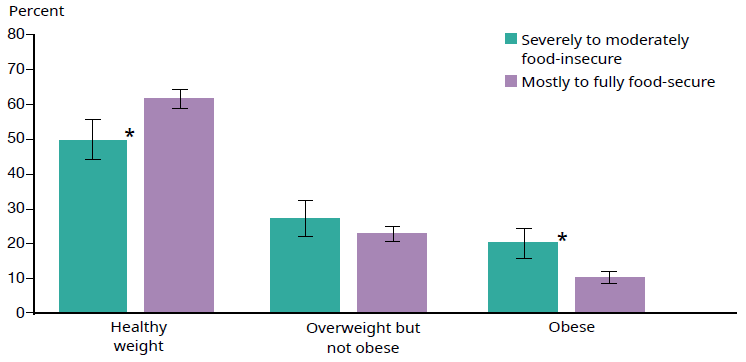 Percent
80
70
60
50
40
30
20
10
0
Severely to moderately
food-insecure
Mostly to fully food-secure
*
*
Healthy
weight
Overweight but
not obese
Obese